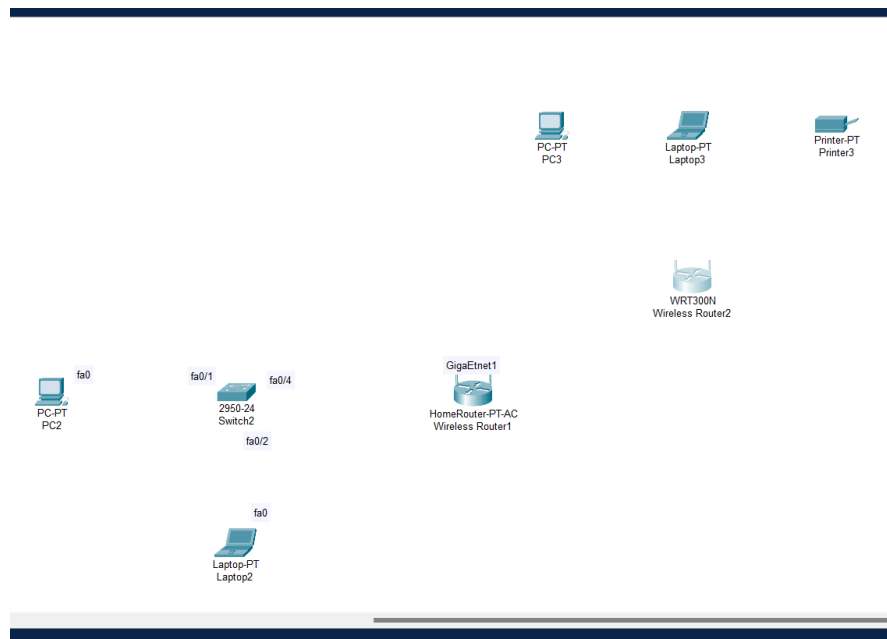 PC-PT
PC3
Laptop-PT
Laptop3
Printer-PT
Printer3
WRT300N
Wireless Router2
fa0
PC-PT
PC2
fa0/1
fa0/4
2950-24
Switch2
fa0/2
GigaEtnet1
HomeRouter-PT-AC
Wireless Router1
fa0
Laptop-PT
Laptop2